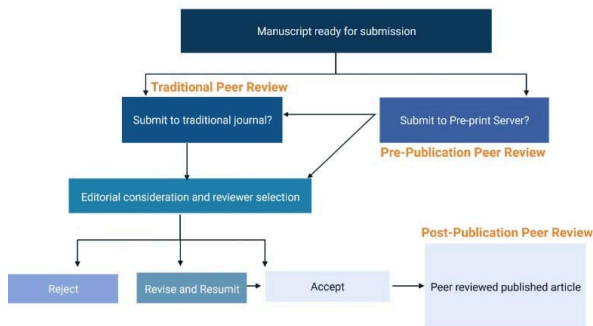 Manuscript ready for submission
Traditional Peer Review
Submit to traditional journal?
Submit to Pre-print Server?
Pre-Publication Peer Review
Editorial consideration and reviewer selection
Post-Publication Peer Review
Reject
Revise and Resumit
Accept
Peer reviewed published article